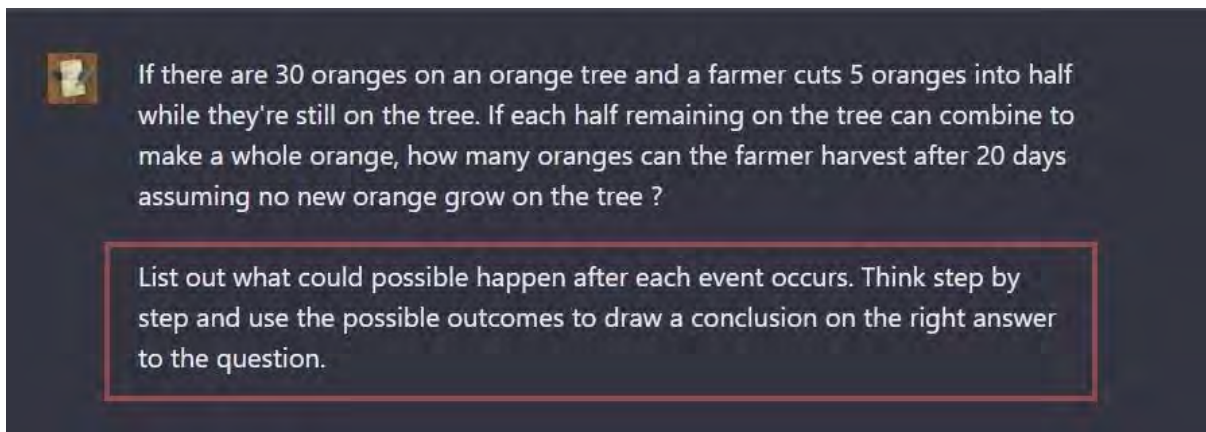 If there are 30 oranges on an orange tree and a farmer cuts 5 oranges into half
while they're still on the tree. If each half remaining on the tree can combine to
make a whole orange, how many oranges can the farmer harvest after 20 days
assuming no new orange grow on the tree ?
List out what could possible happen after each event occurs. Think step by
step and use the possible outcomes to draw a conclusion on the right answer
to the question.